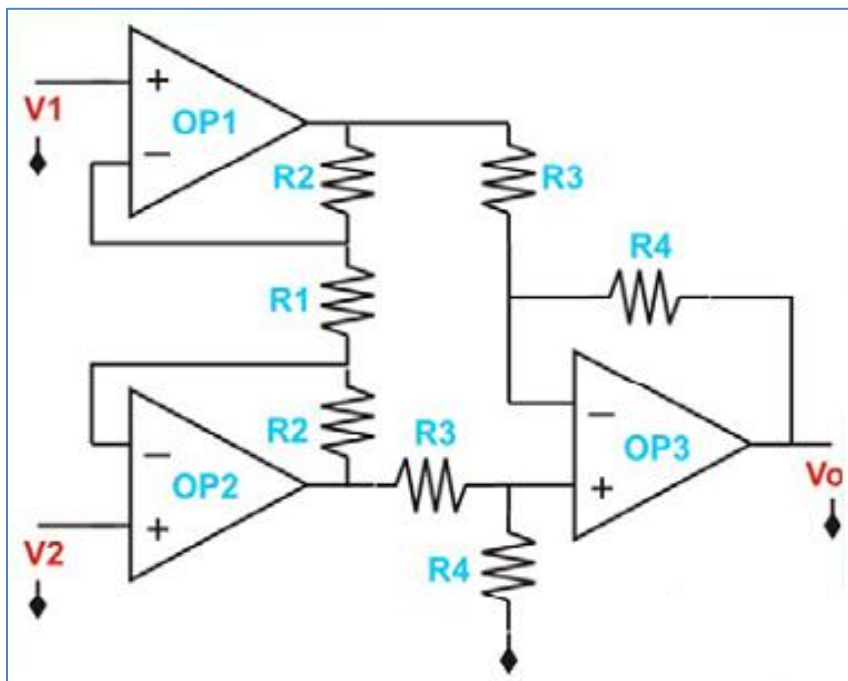 +
V1
OP1
−
R2
R3
R4
R1
−
R2
R3
−
OP3
OP2
+
Vo
+
V2
R4